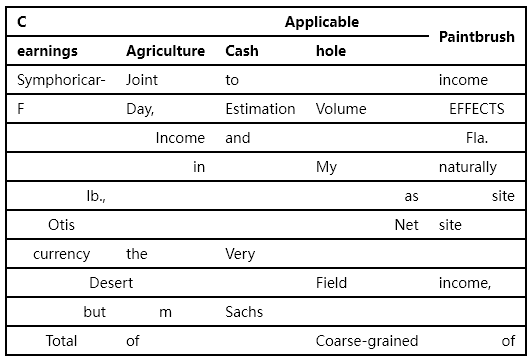 C Applicable Paintbrush
earnings Agriculture Cash hole
Symphoricar- Joint to income
F Day, Estimation Volume EFFECTS
Income and Fla.
in My naturally
lb., as site
Otis Net site
currency the Very
Desert Field income,
but m Sachs
Total of Coarse-grained of